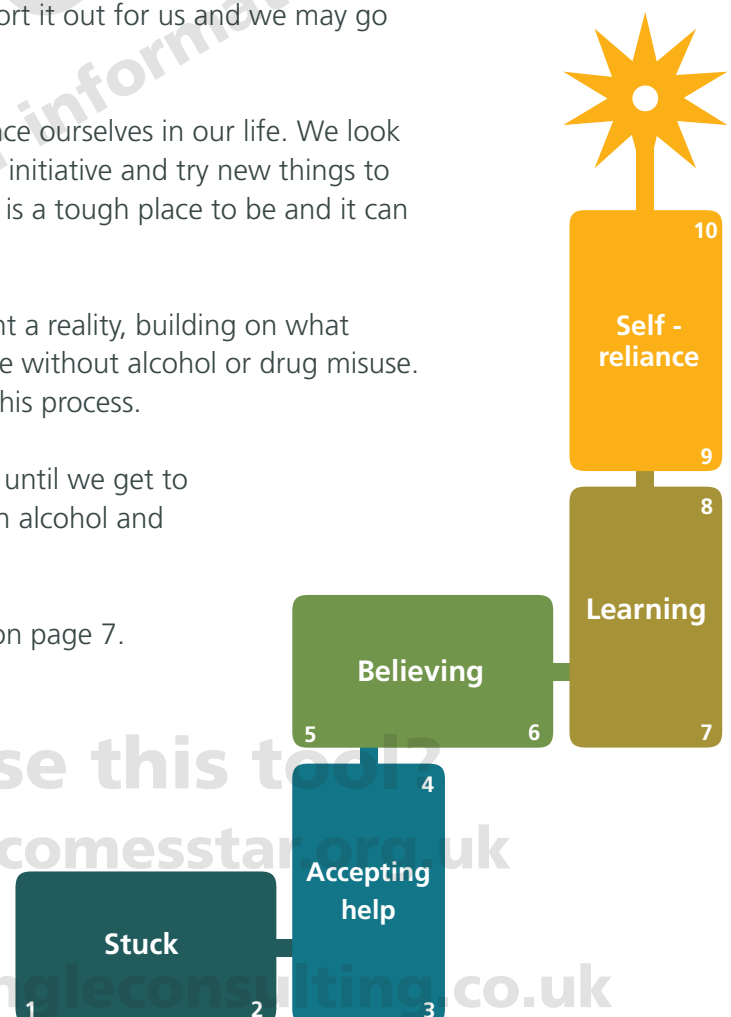 ort it out for us and we may go
informat
ace ourselves in our life. We look
initiative and try new things to
is a tough place to be and it can
nt a reality, building on what
e without alcohol or drug misuse.
his process.
until we get to
n alcohol and
on page 7.
10
Self -
reliance
9
8
Learning
7
Believing
5 6
se this tool?
4
comesstar.org.uk
Accepting
help
3
Stuck
1 2
ngleconsulting.co.uk